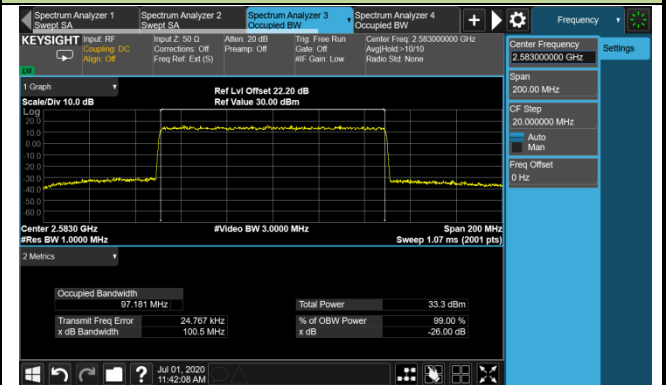 Spectrum Analyzer 1
Swept SA
Spectrum Analyzer 2
Swept SA
Spectrum Analyzer 3
Occupied BW
Spectrum Analyzer 4
Occupied BW
+
Frequency
KEYSIGHT
Input: RF
Coupling: DC
Align: Off
Input Z: 50 Ω
Corrections: Off
Freq Ref: Ext (S)
Atten: 20 dB
Preamp: Off
Trig: Free Run
Gate: Off
#IF Gain: Low
Center Freq: 2.583000000 GHz
Avg|Hold:>10/10
Radio Std: None
LV
Center Frequency
2.583000000 GHz
Settings
Span
200.00 MHz
CF Step
20.000000 MHz
Auto
Man
Freq Offset
0 Hz
1 Graph
Scale/Div 10.0 dB
Ref Lvl Offset 22.20 dB
Ref Value 30.00 dBm
Log
20.0
10.0
0.00
-10.0
-20.0
-30.0
-40.0
-50.0
-60.0
Center 2.5830 GHz
#Video BW 3.0000 MHz
Span 200 MHz
#Res BW 1.0000 MHz
Sweep 1.07 ms (2001 pts)
2 Metrics
Occupied Bandwidth
97.181 MHz
Total Power 33.3 dBm
Transmit Freq Error 24.767 kHz
% of OBW Power 99.00 %
x dB Bandwidth 100.5 MHz
x dB -26.00 dB
?
Jul 01, 2020
11:42:08 AM